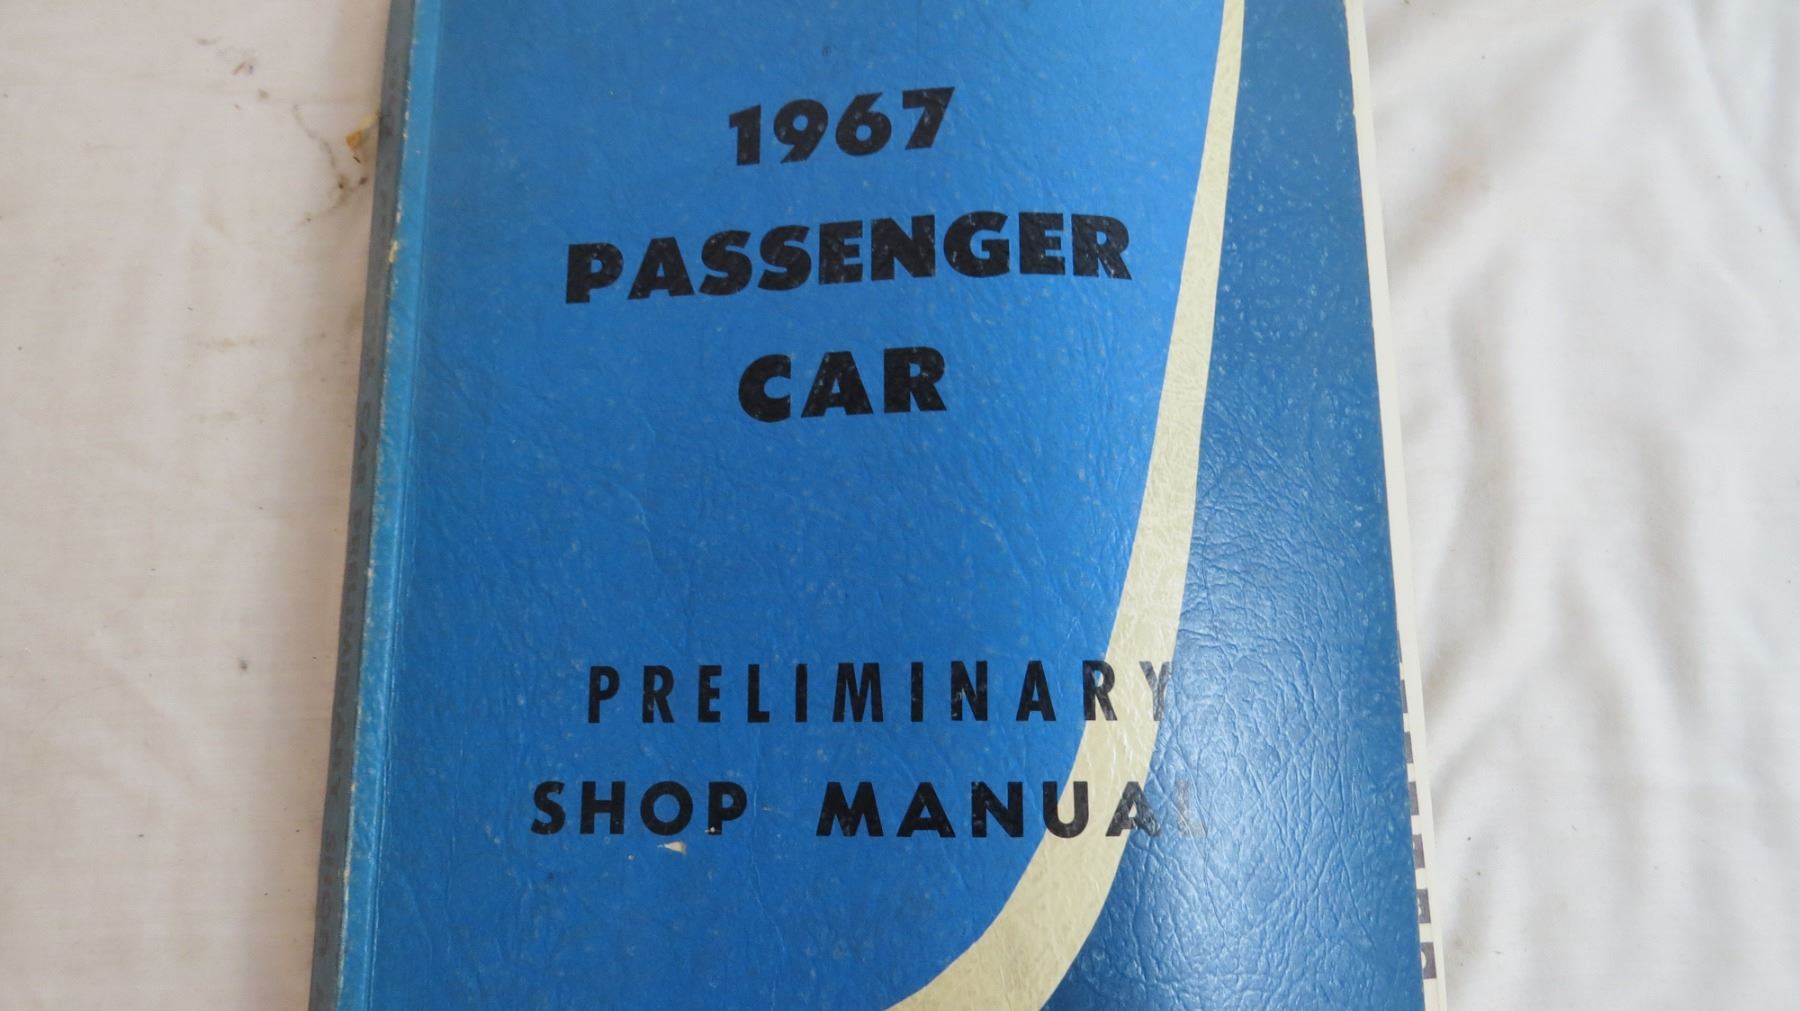 1967
PASSENGER
CAR
PRELIMINARY
SHOP MANUAL